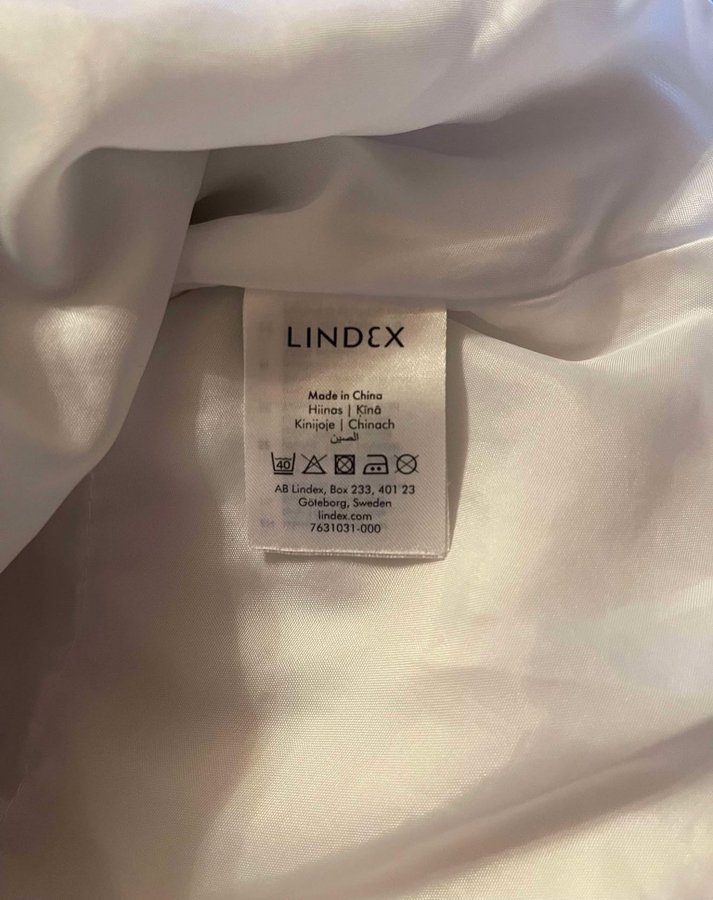 LINDEX
Made in China
Hiinas | Ķīnā
Kinijoje | Chinach
الصين
40
AB Lindex, Box 233, 401 23
Göteborg, Sweden
lindex.com
7631031-000